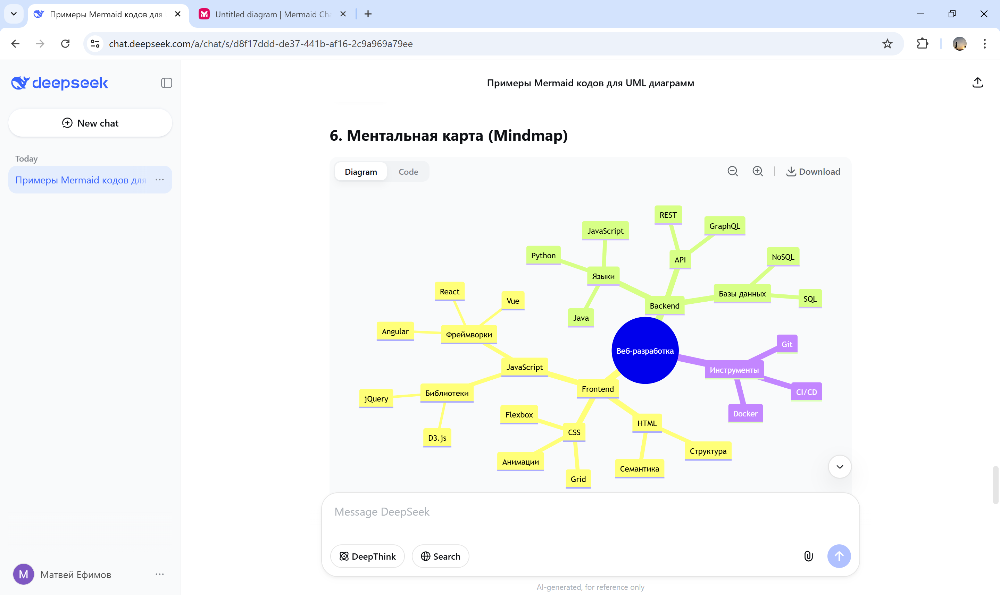 Примеры Mermaid кодов для
Untitled diagram | Mermaid Cha
chat.deepseek.com/a/chat/s/d8f17ddd-de37-441b-af16-2c9a969a79ee
deepseek
New chat
Today
Примеры Mermaid кодов для
Примеры Mermaid кодов для UML диаграмм
6. Ментальная карта (Mindmap)
Diagram
Code
Download
REST
GraphQL
JavaScript
Python
API
NoSQL
Языки
Базы данных
SQL
Backend
Java
React
Vue
Angular
Фреймворки
Веб-разработка
Git
Инструменты
CI/CD
Docker
JavaScript
Frontend
Библиотеки
jQuery
D3.js
Flexbox
CSS
HTML
Анимации
Grid
Семантика
Структура
Message DeepSeek
DeepThink
Search
М
Матвей Ефимов
AI-generated, for reference only